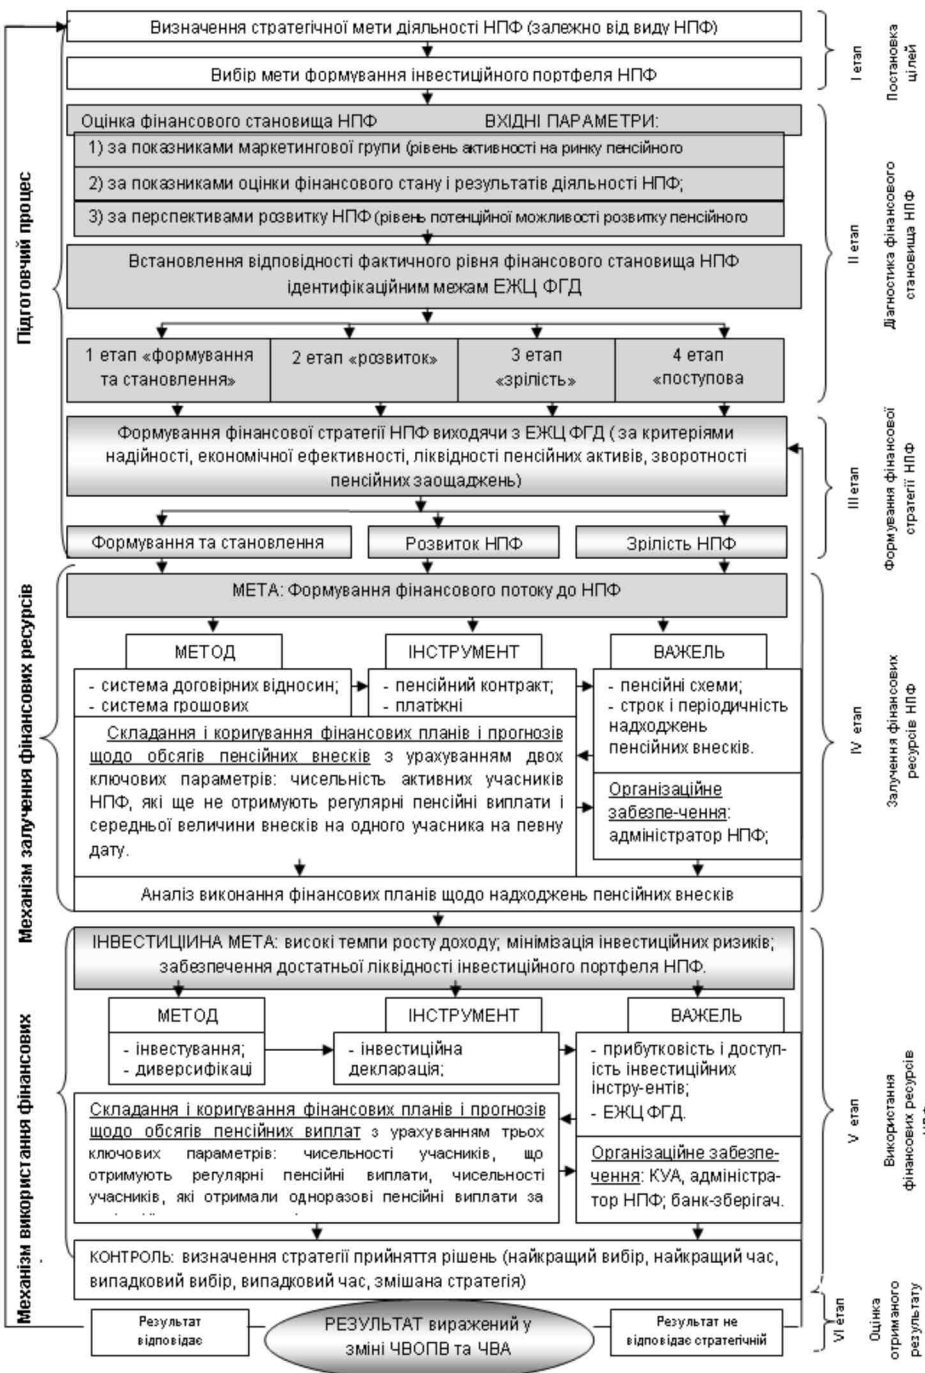 Визначення стратегічної мети діяльності НПФ (залежно від виду НПФ)
Вибір мети формування інвестиційного портфеля НПФ
І етап
Постановка
цілей
Оцінка фінансового становища НПФ ВХІДНІ ПАРАМЕТРИ:
1) за показниками маркетингової групи (рівень активності на ринку пенсійного
2) за показниками оцінки фінансового стану і результатів діяльності НПФ;
3) за перспективами розвитку НПФ (рівень потенційної можливості розвитку пенсійного
Встановлення відповідності фактичного рівня фінансового становища НПФ
ідентифікаційним межам ЕЖЦ ФГД
1 етап «формування
та становлення»
2 етап «розвиток»
3 етап
«зрілість»
4 етап
«поступова
ІІ етап
Діагностика фінансового
становища НПФ
Підготовчий процес
Формування фінансової стратегії НПФ виходячи з ЕЖЦ ФГД ( за критеріями
надійності, економічної ефективності, ліквідності пенсійних активів, зворотності
пенсійних заощаджень)
Формування та становлення
Розвиток НПФ
Зрілість НПФ
ІІІ етап
Формування фінансової
стратегії НПФ
Механізм залучення фінансових ресурсів
МЕТА: Формування фінансового потоку до НПФ
МЕТОД
- система договірних відносин;
- система грошових
ІНСТРУМЕНТ
- пенсійний контракт;
- платіжні
ВАЖЕЛЬ
- пенсійні схеми;
- строк і періодичність
надходжень
пенсійних внесків.
Складання і коригування фінансових планів і прогнозів
щодо обсягів пенсійних внесків з урахуванням двох
ключових параметрів: чисельність активних учасників
НПФ, які ще не отримують регулярні пенсійні виплати і
середньої величини внесків на одного учасника на певну
дату.
Організаційне
забезпе-чення:
адміністратор НПФ;
Аналіз виконання фінансових планів щодо надходжень пенсійних внесків
IV етап
Залучення фінансових
ресурсів НПФ
Механізм використання фінансових
ІНВЕСТИЦІЙНА МЕТА: високі темпи росту доходу; мінімізація інвестиційних ризиків;
забезпечення достатньої ліквідності інвестиційного портфеля НПФ.
МЕТОД
- інвестування;
- диверсифікаці
ІНСТРУМЕНТ
- інвестиційна
декларація;
ВАЖЕЛЬ
- прибутковість і доступ-
ність інвестиційних
інстру-ентів;
- ЕЖЦ ФГД.
Складання і коригування фінансових планів і прогнозів
щодо обсягів пенсійних виплат з урахуванням трьох
ключових параметрів: чисельності учасників, що
отримують регулярні пенсійні виплати, чисельності
учасників, які отримали одноразові пенсійні виплати за
Організаційне забезпе-
чення: КУА, адміністра-
тор НПФ; банк-зберігач.
КОНТРОЛЬ: визначення стратегії прийняття рішень (найкращий вибір, найкращий час,
випадковий вибір, випадковий час, змішана стратегія)
V етап
Використання
фінансових ресурсів
Результат
відповідає
РЕЗУЛЬТАТ виражений у
зміні ЧВОПВ та ЧВА
Результат не
відповідає стратегічній
VI етап
Оцінка
отриманого
результату